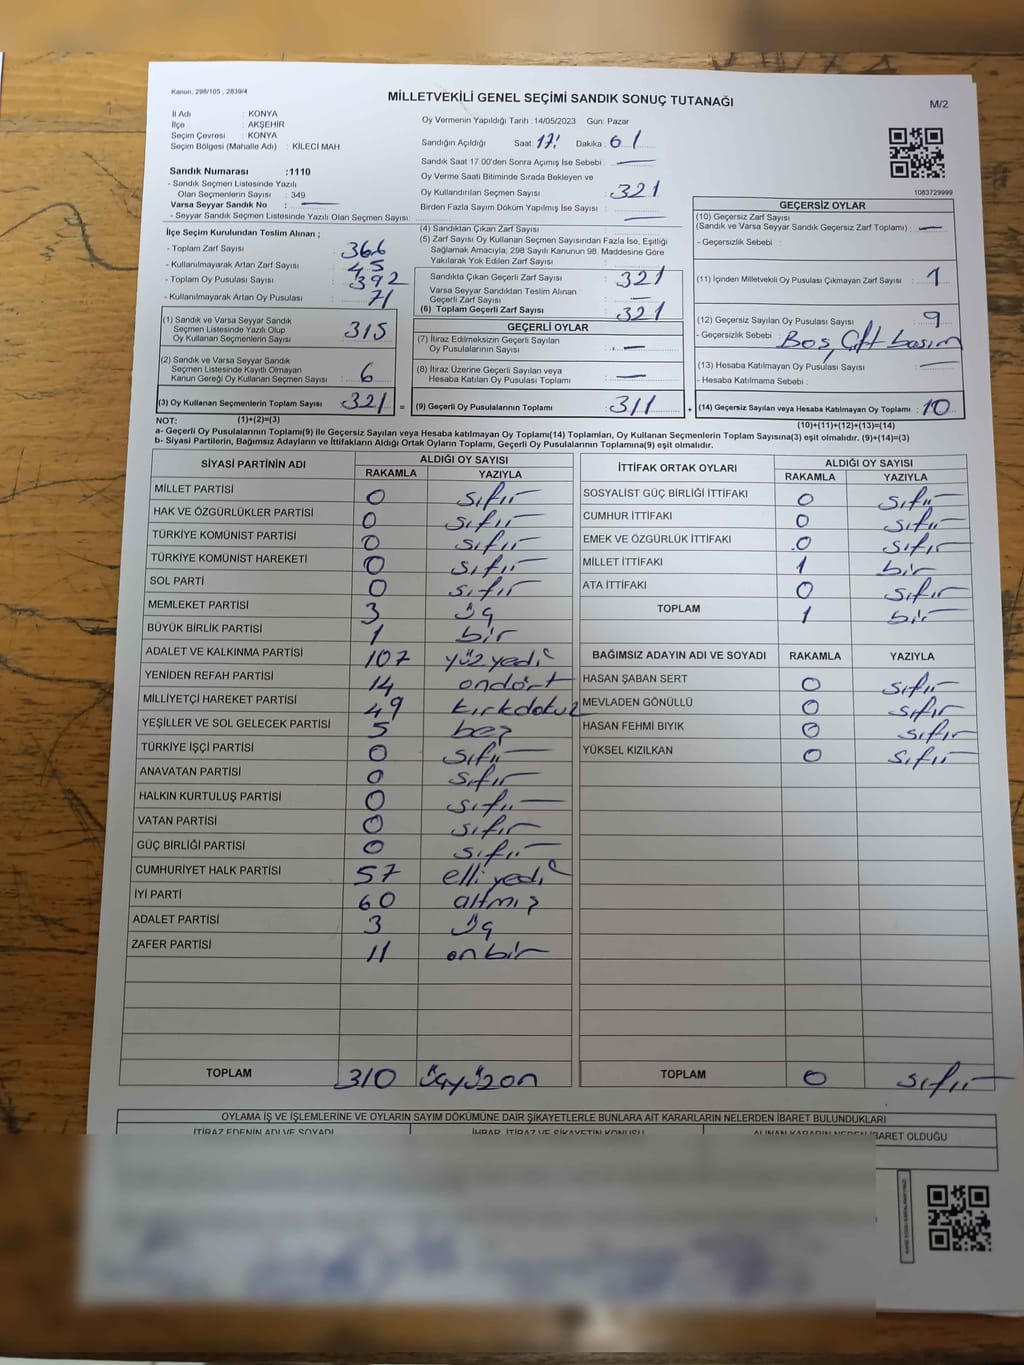 Kanun, 298/105 , 2839/4
MİLLETVEKİLİ GENEL SEÇİMİ SANDIK SONUÇ TUTANAĞI
M/2
İl Adı : KONYA
İlçe : AKŞEHİR
Seçim Çevresi : KONYA
Seçim Bölgesi (Mahalle Adı) : KİLECİ MAH.
Sandık Numarası :1110
- Sandık Seçmen Listesinde Yazılı
Olan Seçmenlerin Sayısı : 349
Varsa Seyyar Sandık No : —
- Seyyar Sandık Seçmen Listesinde Yazılı Olan Seçmen Sayısı:
Oy Vermenin Yapıldığı Tarih : 14/05/2023 Gün: Pazar
Sandığın Açıldığı Saat: 17: Dakika: 01
Sandık Saat 17.00'den Sonra Açımış İse Sebebi : —
Oy Verme Saati Bitiminde Sırada Bekleyen ve
Oy Kullandırılan Seçmen Sayısı : 321
Birden Fazla Sayım Döküm Yapılmış İse Sayısı : —
1083729999
İlçe Seçim Kurulundan Teslim Alınan ;
- Toplam Zarf Sayısı : 366
- Kullanılmayarak Artan Zarf Sayısı : 45
- Toplam Oy Pusulası Sayısı : 392
- Kullanılmayarak Artan Oy Pusulası : 71
(1) Sandık ve Varsa Seyyar Sandık
Seçmen Listesinde Yazılı Olup
Oy Kullanan Seçmenlerin Sayısı : 315
(2) Sandık ve Varsa Seyyar Sandık
Seçmen Listesinde Kayıtlı Olmayan
Kanun Gereği Oy Kullanan Seçmen Sayısı : 6
(3) Oy Kullanan Seçmenlerin Toplam Sayısı : 321 =
(1)+(2)=(3)
(4) Sandıktan Çıkan Zarf Sayısı :
(5) Zarf Sayısı Oy Kullanan Seçmen Sayısından Fazla İse, Eşitliği
Sağlamak Amacıyla; 298 Sayılı Kanunun 98. Maddesine Göre
Yakılarak Yok Edilen Zarf Sayısı :
Sandıkta Çıkan Geçerli Zarf Sayısı : 321
Varsa Seyyar Sandıktan Teslim Alınan
Geçerli Zarf Sayısı : —
(6) Toplam Geçerli Zarf Sayısı : 321
GEÇERLİ OYLAR
(7) İtiraz Edilmeksizin Geçerli Sayılan
Oy Pusulalarının Sayısı : —
(8) İtiraz Üzerine Geçerli Sayılan veya
Hesaba Katılan Oy Pusulası Toplamı : —
(9) Geçerli Oy Pusulalarının Toplamı : 311 +
GEÇERSİZ OYLAR
(10) Geçersiz Zarf Sayısı
(Sandık ve Varsa Seyyar Sandık Geçersiz Zarf Toplamı) : —
- Geçersizlik Sebebi :
(11) İçinden Milletvekili Oy Pusulası Çıkmayan Zarf Sayısı : 1
(12) Geçersiz Sayılan Oy Pusulası Sayısı : 9
- Geçersizlik Sebebi : Boş, Çift basım
(13) Hesaba Katılmayan Oy Pusulası Sayısı : —
- Hesaba Katılmama Sebebi :
(14) Geçersiz Sayılan veya Hesaba Katılmayan Oy Toplamı : 10
(10)+(11)+(12)+(13)=(14)
NOT:
a- Geçerli Oy Pusulalarının Toplamı(9) ile Geçersiz Sayılan veya Hesaba katılmayan Oy Toplamı(14) Toplamları, Oy Kullanan Seçmenlerin Toplam Sayısına(3) eşit olmalıdır. (9)+(14)=(3)
b- Siyasi Partilerin, Bağımsız Adayların ve İttifakların Aldığı Ortak Oyların Toplamı, Geçerli Oy Pusulalarının Toplamına(9) eşit olmalıdır.
SİYASİ PARTİNİN ADI ALDIĞI OY SAYISI
RAKAMLA YAZIYLA
MİLLET PARTİSİ 0 sıfır
HAK VE ÖZGÜRLÜKLER PARTİSİ 0 sıfır
TÜRKİYE KOMÜNİST PARTİSİ 0 sıfır
TÜRKİYE KOMÜNİST HAREKETİ 0 sıfır
SOL PARTİ 0 sıfır
MEMLEKET PARTİSİ 3 üç
BÜYÜK BİRLİK PARTİSİ 1 bir
ADALET VE KALKINMA PARTİSİ 107 yüzyedi
YENİDEN REFAH PARTİSİ 14 ondört
MİLLİYETÇİ HAREKET PARTİSİ 49 kırkdokuz
YEŞİLLER VE SOL GELECEK PARTİSİ 5 beş
TÜRKİYE İŞÇİ PARTİSİ 0 sıfır
ANAVATAN PARTİSİ 0 sıfır
HALKIN KURTULUŞ PARTİSİ 0 sıfır
VATAN PARTİSİ 0 sıfır
GÜÇ BİRLİĞİ PARTİSİ 0 sıfır
CUMHURİYET HALK PARTİSİ 57 elli yedi
İYİ PARTİ 60 altmış
ADALET PARTİSİ 3 üç
ZAFER PARTİSİ 11 onbir
TOPLAM 310 üçyüzon
İTTİFAK ORTAK OYLARI ALDIĞI OY SAYISI
RAKAMLA YAZIYLA
SOSYALİST GÜÇ BİRLİĞİ İTTİFAKI 0 sıfır
CUMHUR İTTİFAKI 0 sıfır
EMEK VE ÖZGÜRLÜK İTTİFAKI 0 sıfır
MİLLET İTTİFAKI 1 bir
ATA İTTİFAKI 0 sıfır
TOPLAM 1 bir
BAĞIMSIZ ADAYIN ADI VE SOYADI RAKAMLA YAZIYLA
HASAN ŞABAN SERT 0 sıfır
MEVLADEN GÖNÜLLÜ 0 sıfır
HASAN FEHMİ BIYIK 0 sıfır
YÜKSEL KIZILKAN 0 sıfır
TOPLAM 0 sıfır
OYLAMA İŞ VE İŞLEMLERİNE VE OYLARIN SAYIM DÖKÜMÜNE DAİR ŞİKAYETLERLE BUNLARA AİT KARARLARIN NELERDEN İBARET BULUNDUKLARI
İTİRAZ EDENİN ADI VE SOYADI İHBAR, İTİRAZ VE ŞİKAYETİN KONUSU ALINAN KARARIN NEDEN İBARET OLDUĞU